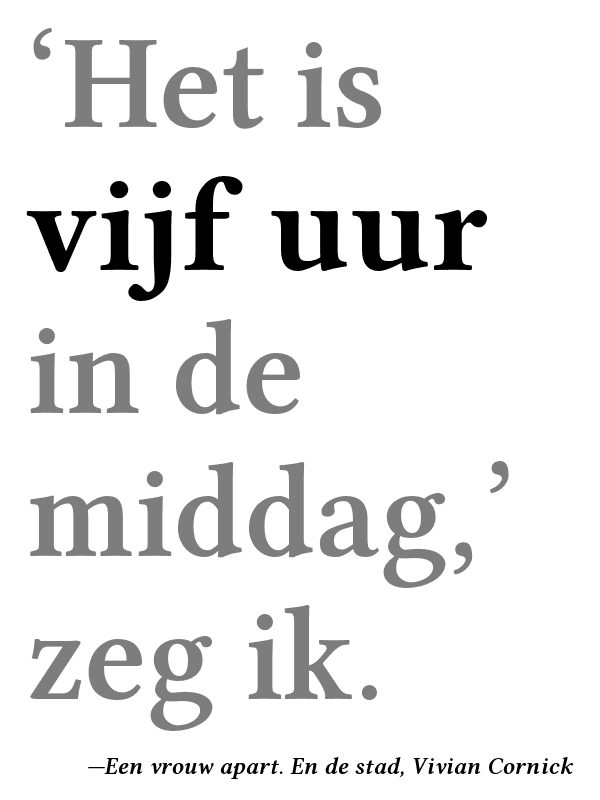 ‘Het is
vijf uur
in de
middag,’
zeg ik.
—Een vrouw apart. En de stad, Vivian Cornick